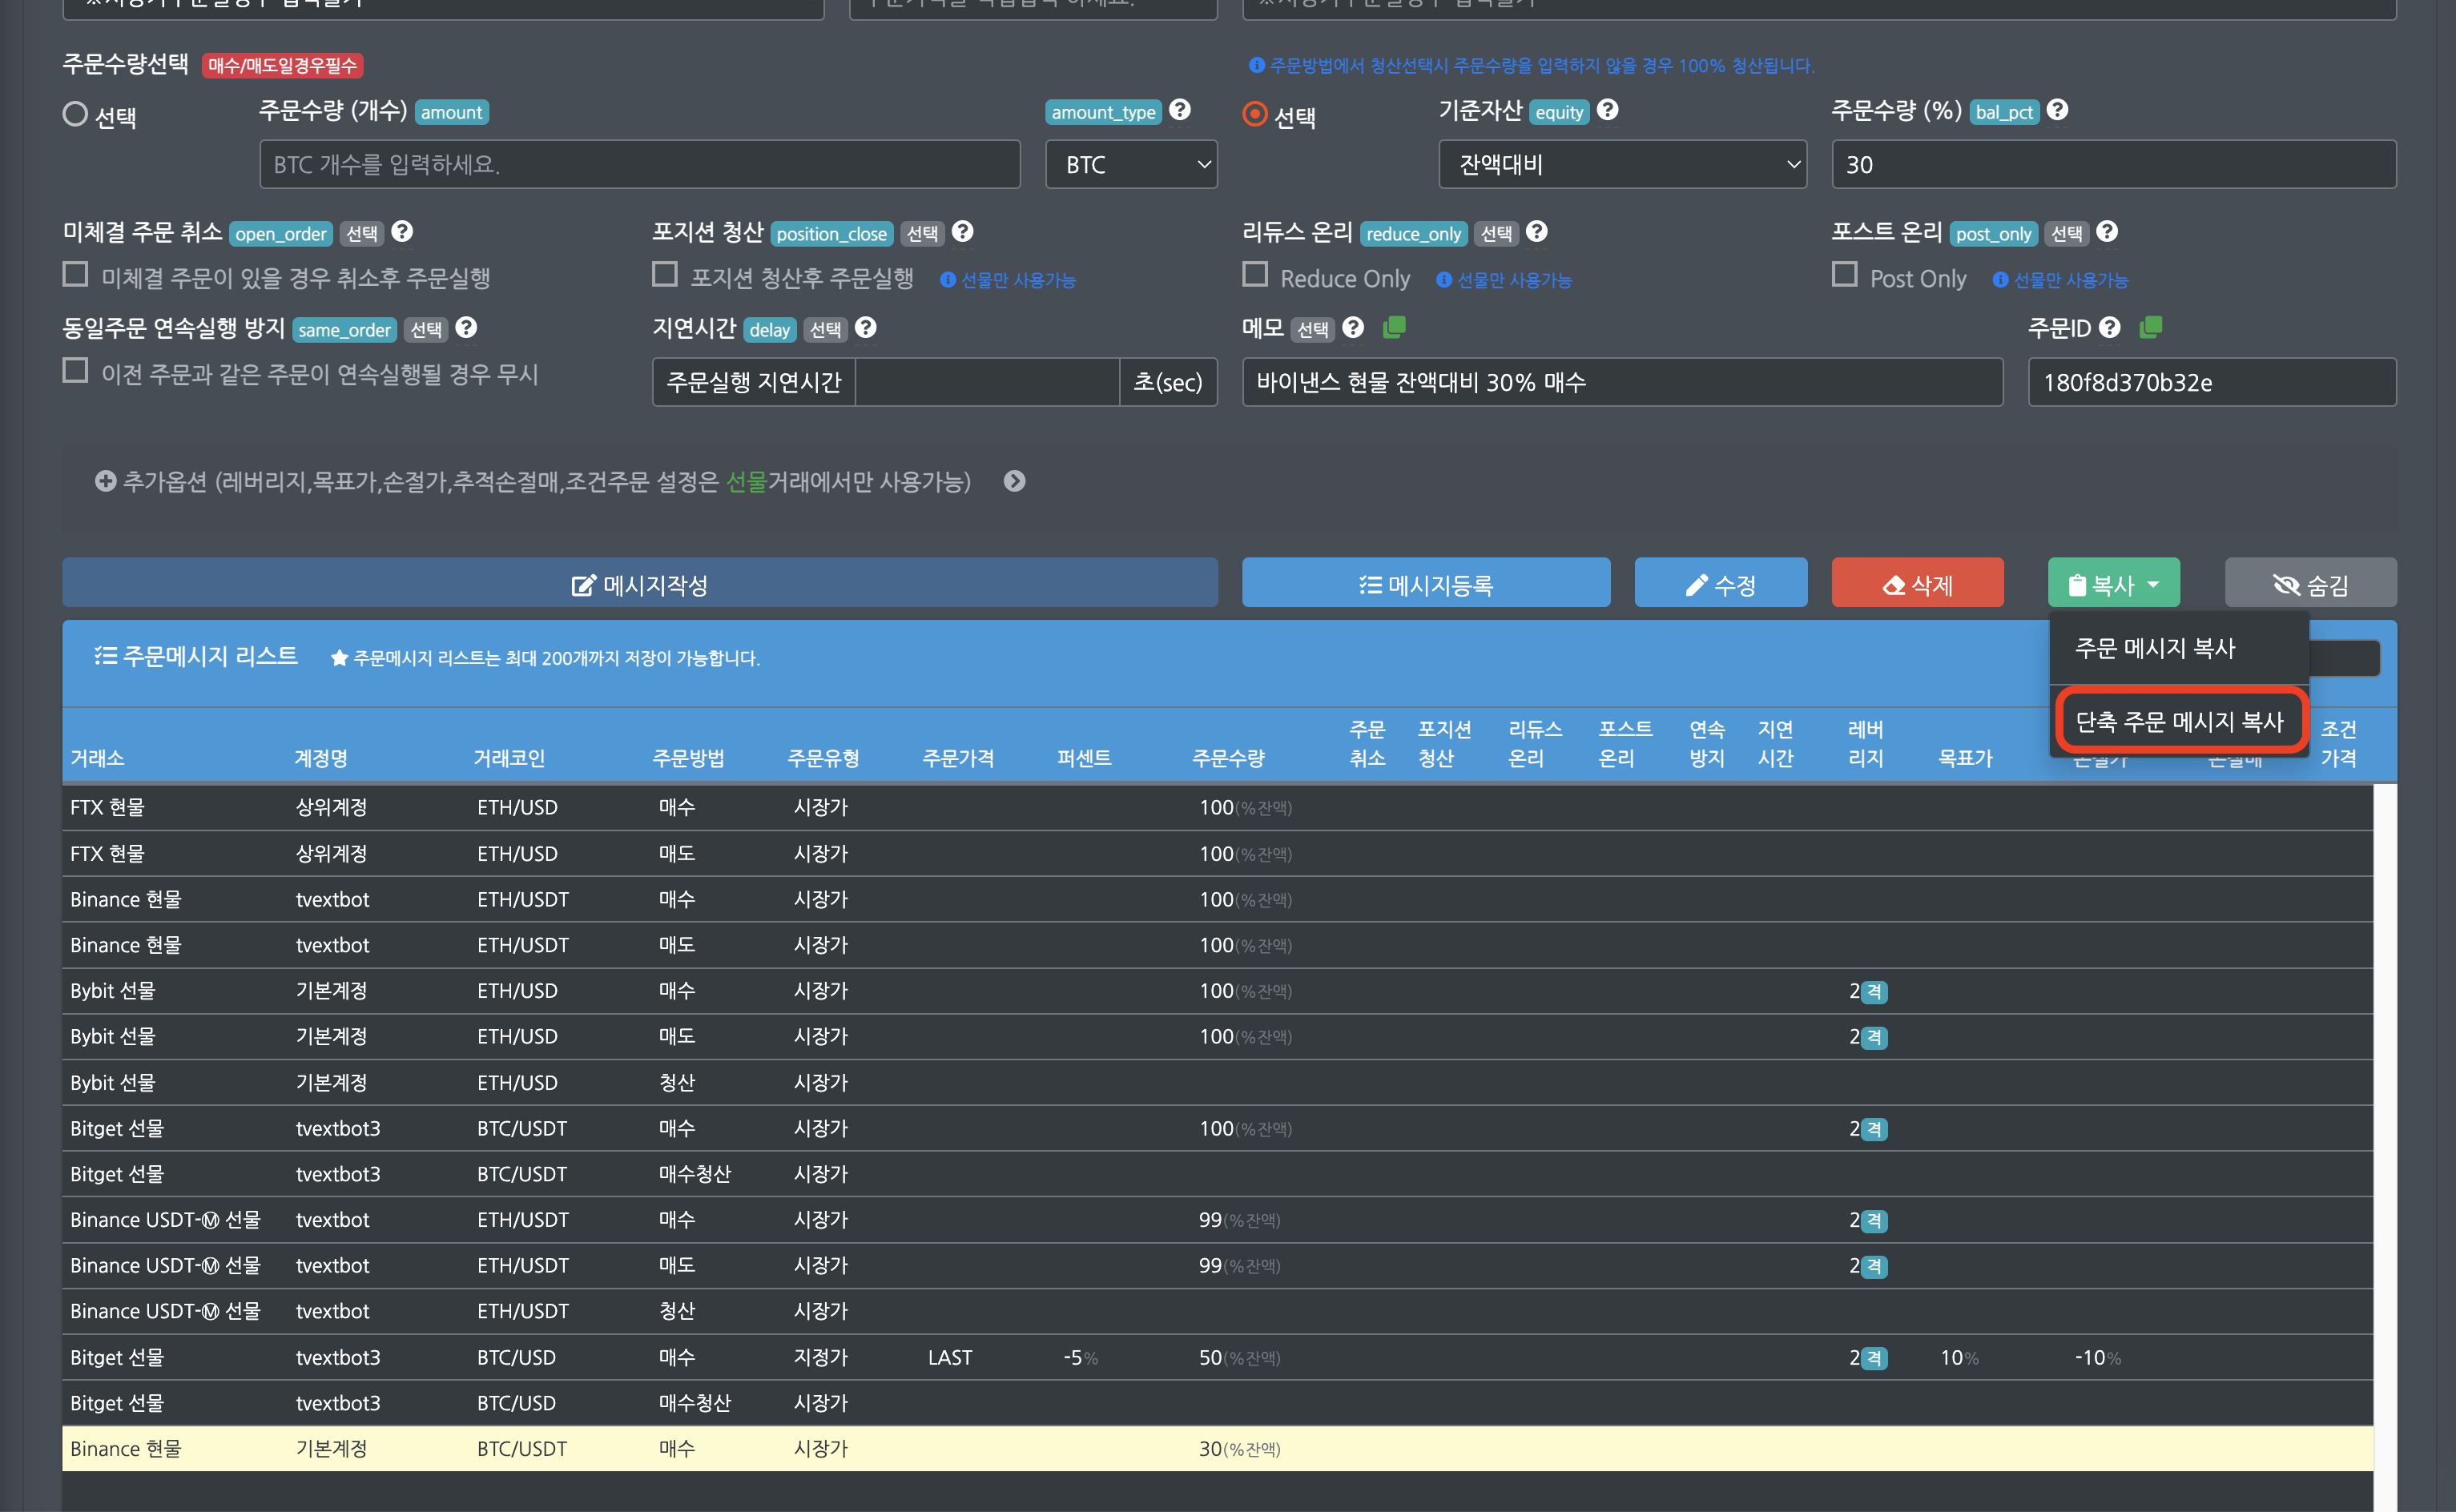 주문수량선택 매수/매도일경우필수
주문방법에서 청산선택시 주문수량을 입력하지 않을 경우 100% 청산됩니다.
선택 주문수량 (개수) amount amount_type 선택 기준자산 equity 주문수량 (%) bal_pct
BTC 개수를 입력하세요. BTC 잔액대비 30
미체결 주문 취소 open_order 선택 포지션 청산 position_close 선택 리듀스 온리 reduce_only 선택 포스트 온리 post_only 선택
미체결 주문이 있을 경우 취소후 주문실행 포지션 청산후 주문실행 선물만 사용가능 Reduce Only 선물만 사용가능 Post Only 선물만 사용가능
동일주문 연속실행 방지 same_order 선택 지연시간 delay 선택 메모 선택 주문ID
이전 주문과 같은 주문이 연속실행될 경우 무시 주문실행 지연시간 초(sec) 바이낸스 현물 잔액대비 30% 매수 180f8d370b32e
추가옵션 (레버리지,목표가,손절가,추적손절매,조건주문 설정은 선물거래에서만 사용가능)
메시지작성 메시지등록 수정 삭제 복사 숨김
주문메시지 리스트 주문메시지 리스트는 최대 200개까지 저장이 가능합니다.
주문 메시지 복사
단축 주문 메시지 복사
거래소 계정명 거래코인 주문방법 주문유형 주문가격 퍼센트 주문수량 주문취소 포지션청산 리듀스온리 포스트온리 연속방지 지연시간 레버리지 목표가 조건가격
FTX 현물 상위계정 ETH/USD 매수 시장가 100(%잔액)
FTX 현물 상위계정 ETH/USD 매도 시장가 100(%잔액)
Binance 현물 tvextbot ETH/USDT 매수 시장가 100(%잔액)
Binance 현물 tvextbot ETH/USDT 매도 시장가 100(%잔액)
Bybit 선물 기본계정 ETH/USD 매수 시장가 100(%잔액) 2격
Bybit 선물 기본계정 ETH/USD 매도 시장가 100(%잔액) 2격
Bybit 선물 기본계정 ETH/USD 청산 시장가
Bitget 선물 tvextbot3 BTC/USDT 매수 시장가 100(%잔액) 2격
Bitget 선물 tvextbot3 BTC/USDT 매수청산 시장가
Binance USDT-Ⓜ 선물 tvextbot ETH/USDT 매수 시장가 99(%잔액) 2격
Binance USDT-Ⓜ 선물 tvextbot ETH/USDT 매도 시장가 99(%잔액) 2격
Binance USDT-Ⓜ 선물 tvextbot ETH/USDT 청산 시장가
Bitget 선물 tvextbot3 BTC/USD 매수 지정가 LAST -5% 50(%잔액) 2격 10% -10%
Bitget 선물 tvextbot3 BTC/USD 매수청산 시장가
Binance 현물 기본계정 BTC/USDT 매수 시장가 30(%잔액)